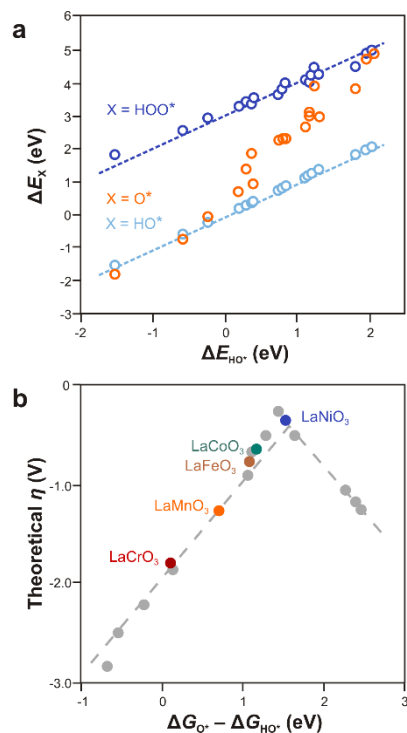 a
6
5
4
3
2
1
0
-1
-2
-3
ΔE_X (eV)
X = HOO*
X = O*
X = HO*
-2
-1
0
1
2
ΔE_HO* (eV)
b
0
-1.0
-2.0
-3.0
Theoretical η (V)
LaNiO₃
LaCoO₃
LaFeO₃
LaMnO₃
LaCrO₃
-1
0
1
2
3
ΔG_O* – ΔG_HO* (eV)